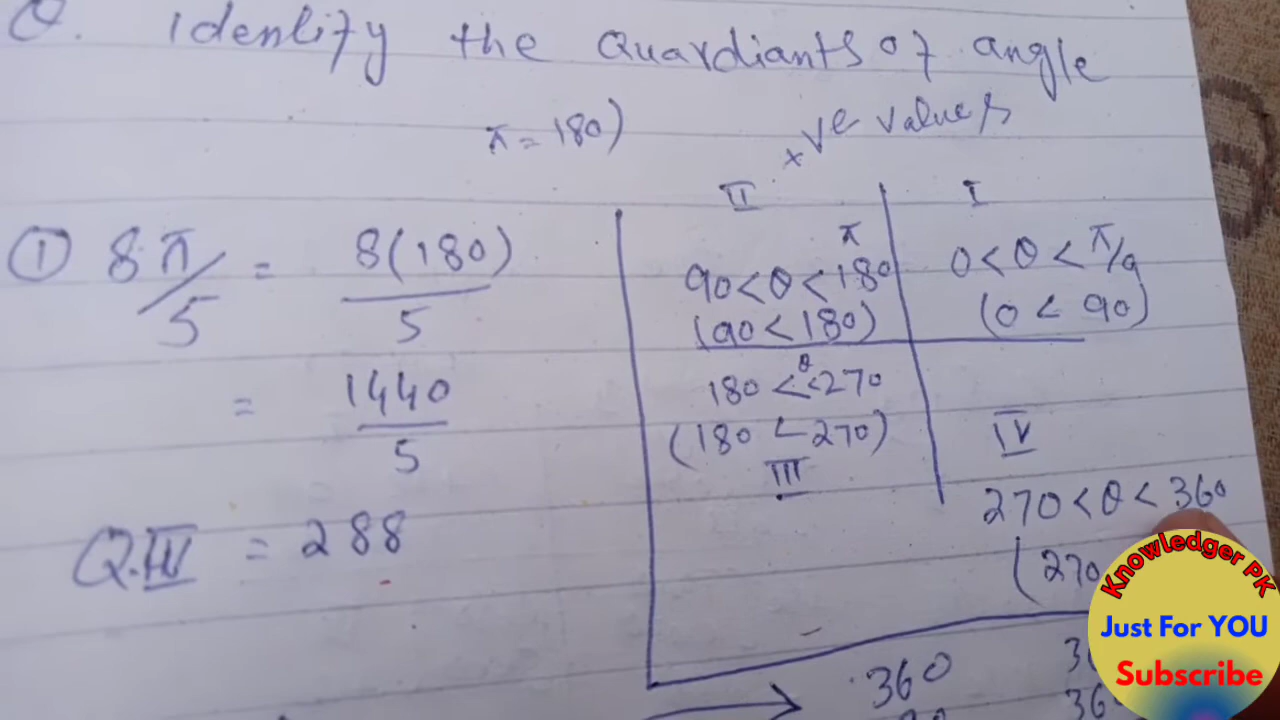 Q. Identify the Quardiants of angle
π = 180)
+ve values
① 8π/5 = 8(180)/5
= 1440/5
Q.IV = 288
II
π
90<θ<180
(90<180)
I
0<θ<π/2
(0<90)
180<θ<270
(180<270)
III
IV
270<θ<360
(270
360
Knowledger PK
Just For YOU
Subscribe